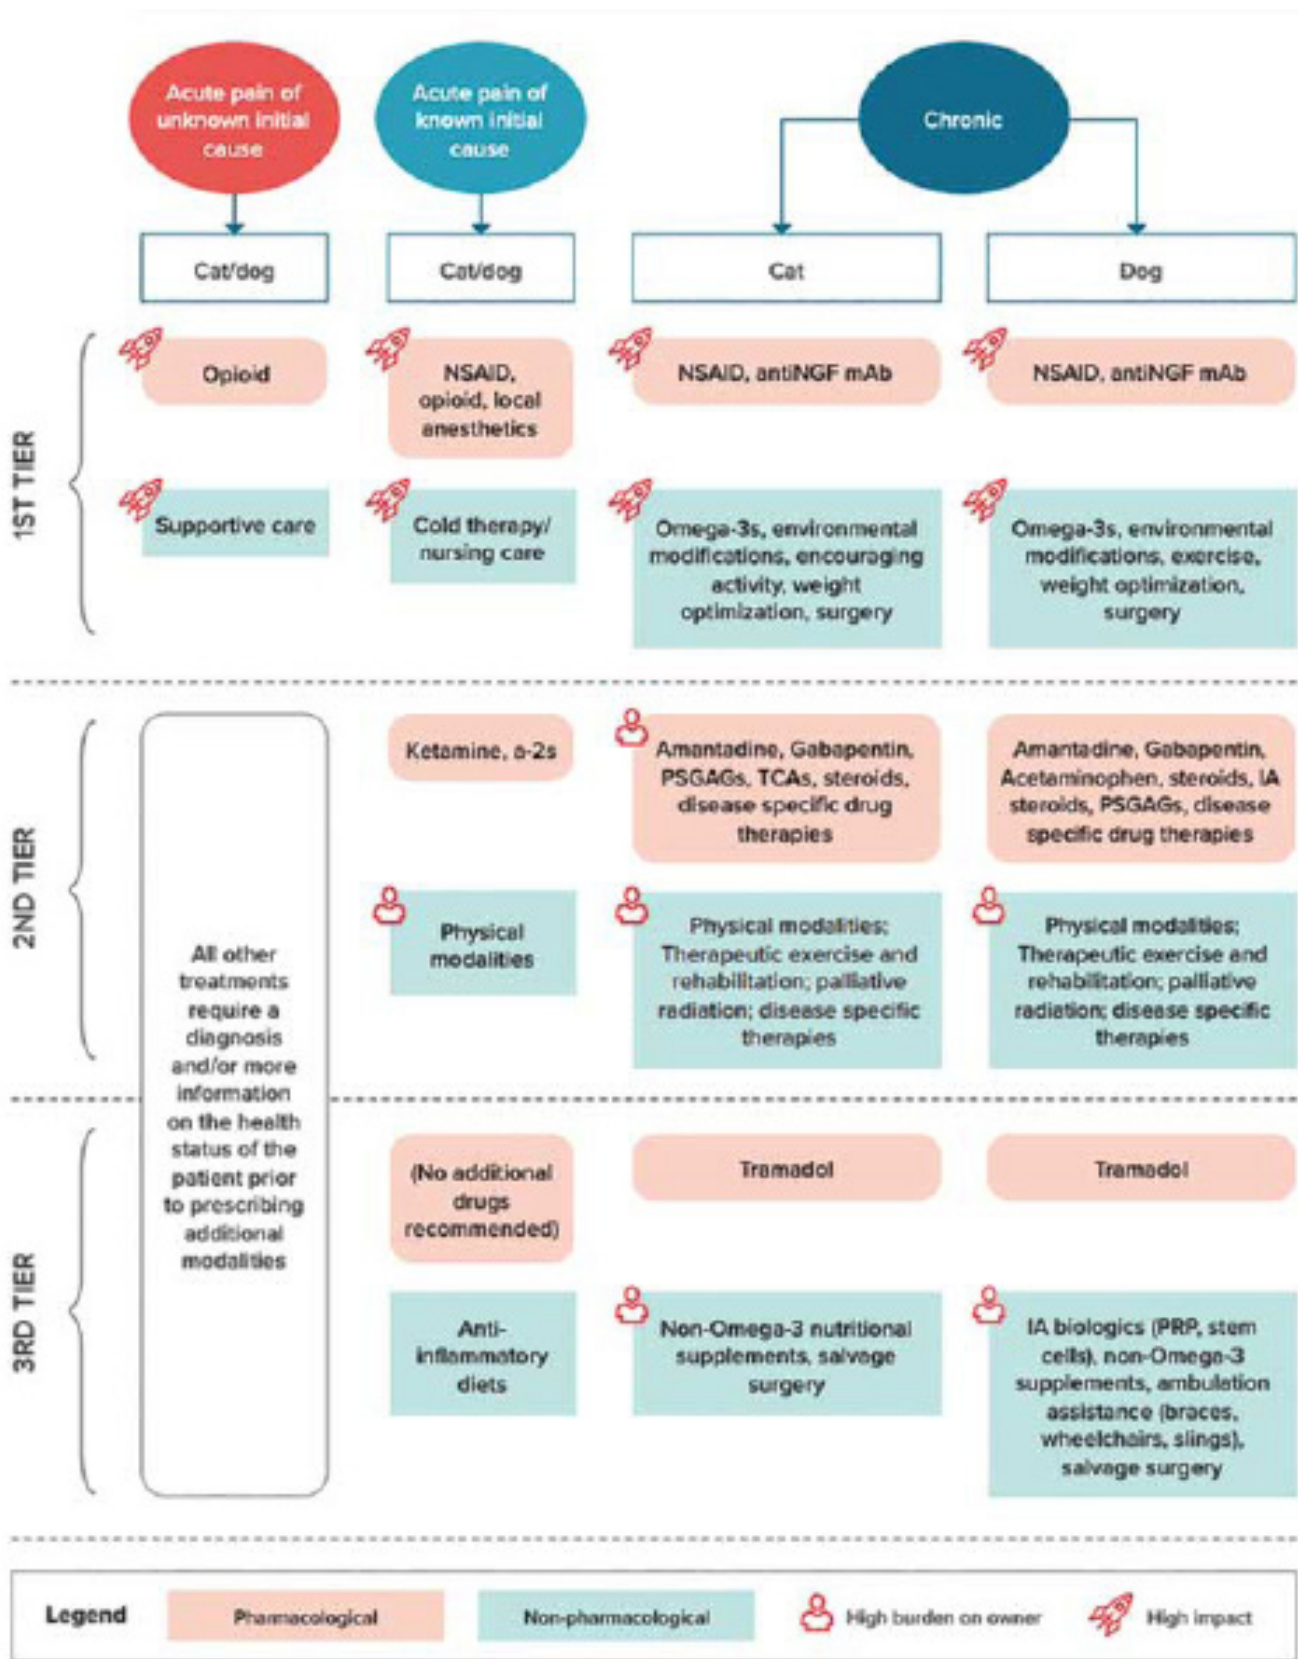 Acute pain of
unknown initial
cause
Acute pain of
known initial
cause
Chronic
Cat/dog
Cat/dog
Cat
Dog
1ST TIER
Opioid
NSAID,
opioid, local
anesthetics
NSAID, antiNGF mAb
NSAID, antiNGF mAb
Supportive care
Cold therapy/
nursing care
Omega-3s, environmental
modifications, encouraging
activity, weight
optimization, surgery
Omega-3s, environmental
modifications, exercise,
weight optimization,
surgery
2ND TIER
All other
treatments
require a
diagnosis
and/or more
information
on the health
status of the
patient prior
to prescribing
additional
modalities
Ketamine, a-2s
Amantadine, Gabapentin,
PSGAGs, TCAs, steroids,
disease specific drug
therapies
Amantadine, Gabapentin,
Acetaminophen, steroids, IA
steroids, PSGAGs, disease
specific drug therapies
Physical
modalities
Physical modalities;
Therapeutic exercise and
rehabilitation; palliative
radiation; disease specific
therapies
Physical modalities;
Therapeutic exercise and
rehabilitation; palliative
radiation; disease specific
therapies
3RD TIER
(No additional
drugs
recommended)
Tramadol
Tramadol
Anti-
inflammatory
diets
Non-Omega-3 nutritional
supplements, salvage
surgery
IA biologics (PRP, stem
cells), non-Omega-3
supplements, ambulation
assistance (braces,
wheelchairs, slings),
salvage surgery
Legend
Pharmacological
Non-pharmacological
High burden on owner
High impact